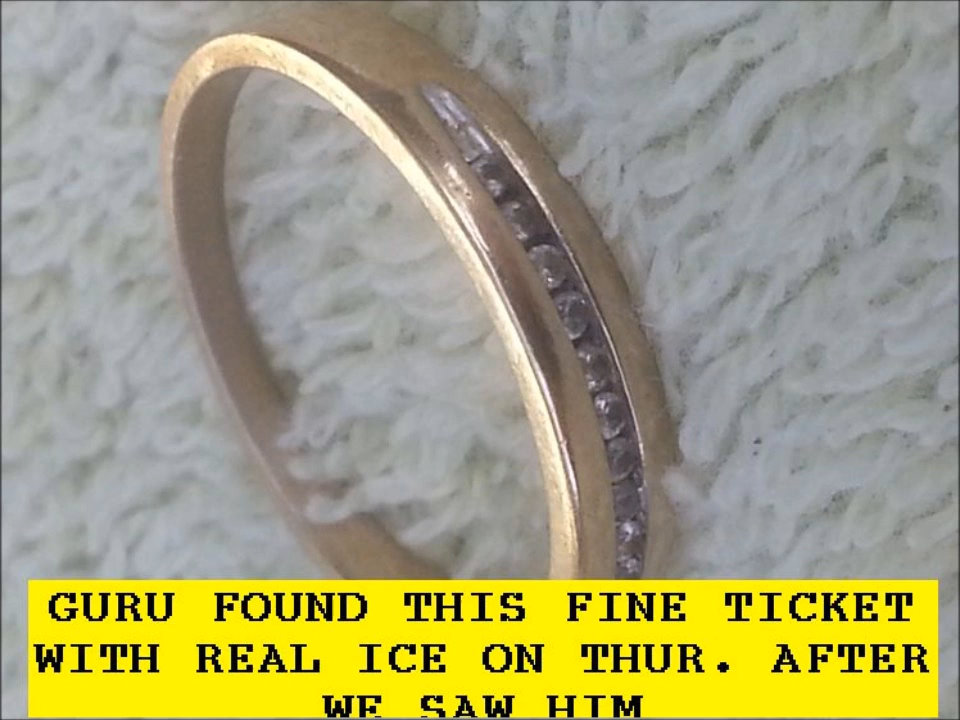 GURU FOUND THIS FINE TICKET
WITH REAL ICE ON THUR. AFTER
WE SAW HIM